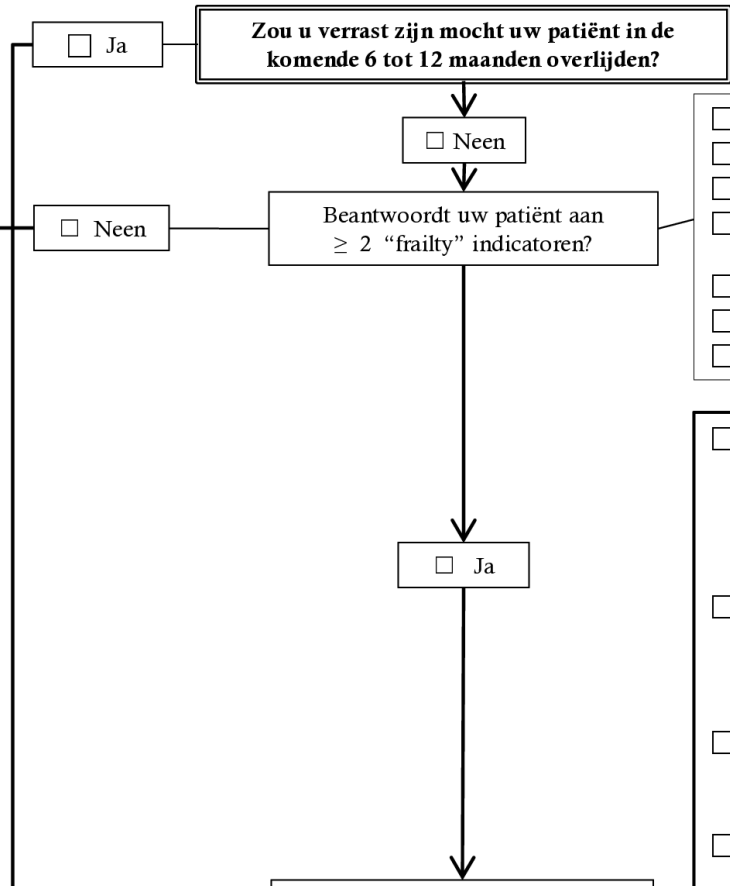 ☐ Ja
Zou u verrast zijn mocht uw patiënt in de
komende 6 tot 12 maanden overlijden?
☐ Neen
☐ Neen
Beantwoordt uw patiënt aan
≥ 2 “frailty” indicatoren?
☐ Ja